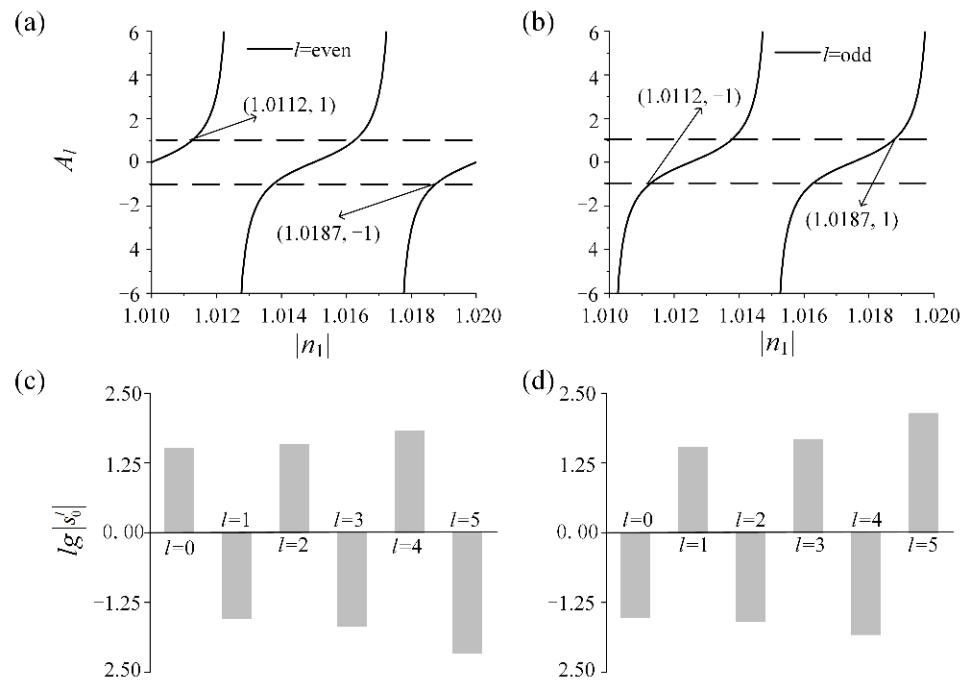 (a)
6
4
2
0
−2
4
−6
l=even
(1.0112, 1)
(1.0187, −1)
A_l
1.010 1.012 1.014 1.016 1.018 1.020
|n₁|
(b)
6
4
2
0
−2
4
−6
l=odd
(1.0112, −1)
(1.0187, 1)
1.010 1.012 1.014 1.016 1.018 1.020
|n₁|
(c)
2.50
1.25
0.00
−1.25
2.50
lg|s₀ˡ|
l=1 l=3 l=5
l=0 l=2 l=4
(d)
2.50
1.25
0.00
−1.25
2.50
l=0 l=2 l=4
l=1 l=3 l=5